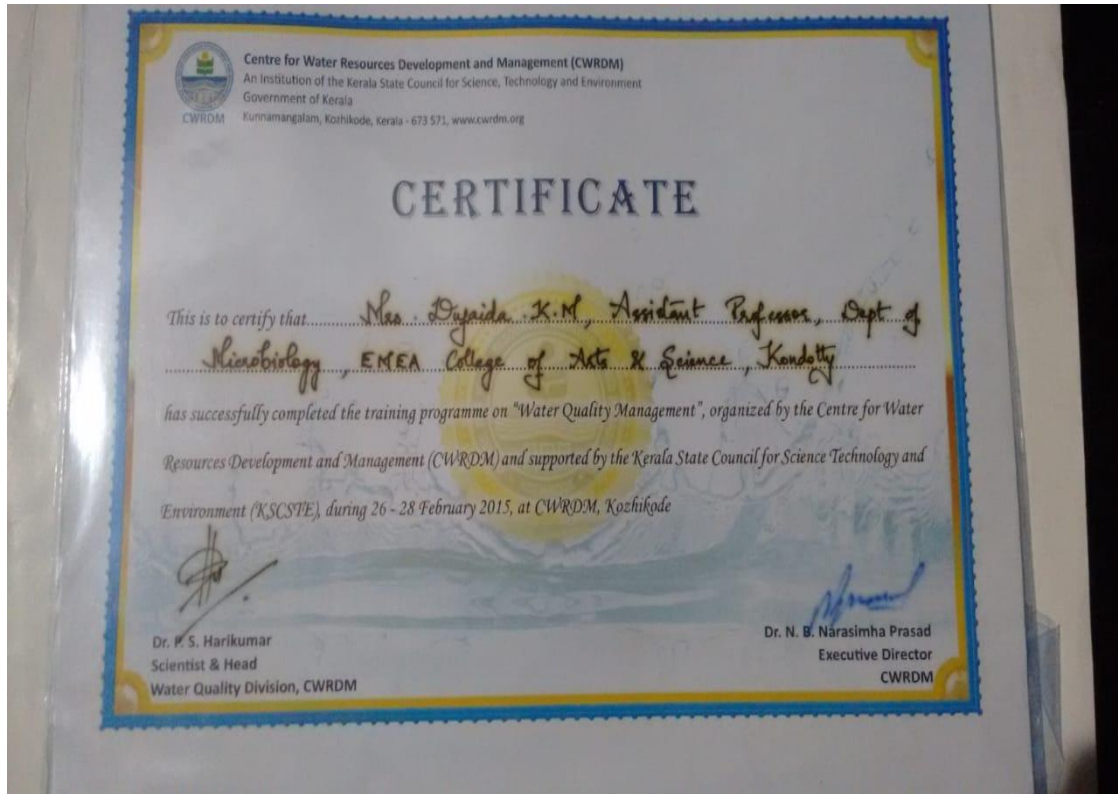 Centre for Water Resources Development and Management (CWRDM)
An Institution of the Kerala State Council for Science, Technology and Environment
Government of Kerala
Kunnamangalam, Kozhikode, Kerala - 673 571, www.cwrdm.org
CWRDM
CERTIFICATE
This is to certify that Mrs. Dujaida K.M, Assistant Professor, Dept of
Microbiology, EMEA College of Arts & Science, Kondotty
has successfully completed the training programme on "Water Quality Management", organized by the Centre for Water
Resources Development and Management (CWRDM) and supported by the Kerala State Council for Science Technology and
Environment (KSCSTE), during 26 - 28 February 2015, at CWRDM, Kozhikode
Dr. P. S. Harikumar
Scientist & Head
Water Quality Division, CWRDM
Dr. N. B. Narasimha Prasad
Executive Director
CWRDM